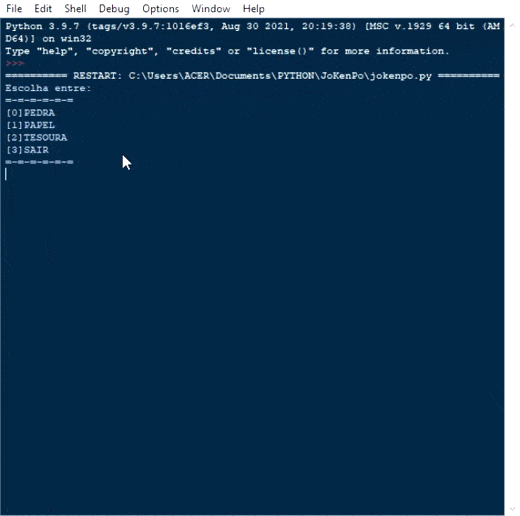 File Edit Shell Debug Options Window Help
Python 3.9.7 (tags/v3.9.7:1016ef3, Aug 30 2021, 20:19:38) [MSC v.1929 64 bit (AM
D64)] on win32
Type "help", "copyright", "credits" or "license()" for more information.
>>>
========== RESTART: C:\Users\ACER\Documents\PYTHON\JoKenPo\jokenpo.py ==========
Escolha entre:
=-=-=-=-=-=
[0]PEDRA
[1]PAPEL
[2]TESOURA
[3]SAIR
=-=-=-=-=-=